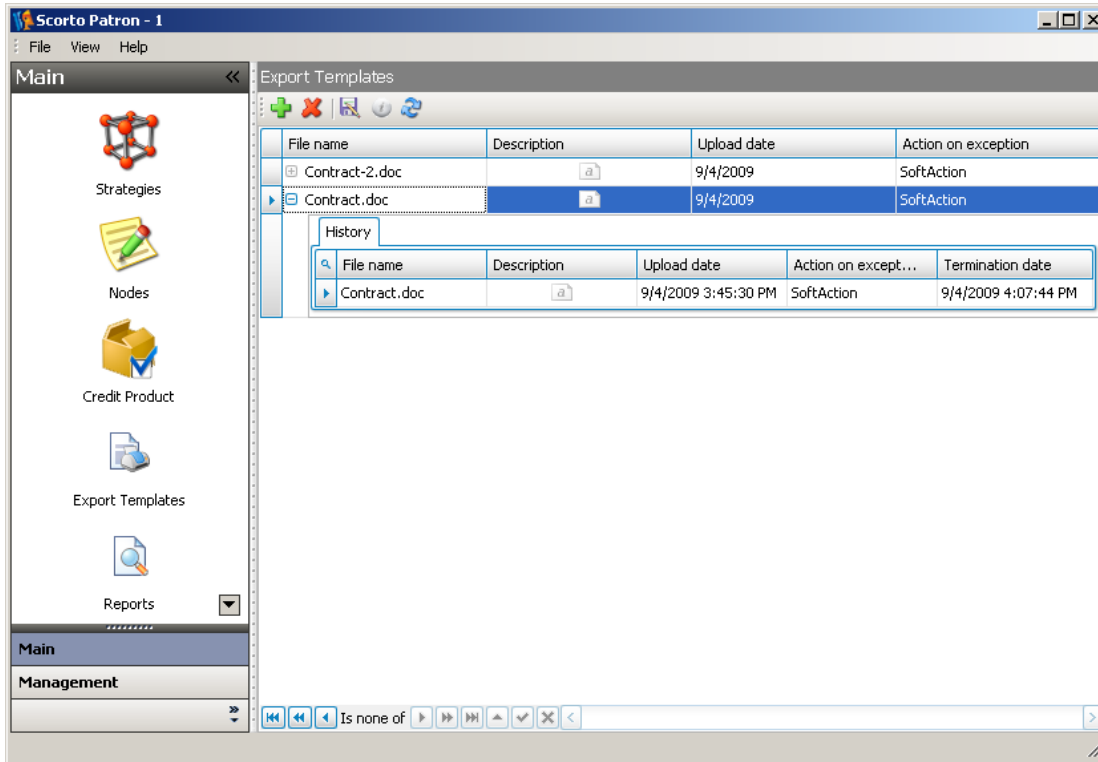 Scorto Patron - 1
File View Help
Main
Export Templates
File name Description Upload date Action on exception
Contract-2.doc a 9/4/2009 SoftAction
Contract.doc a 9/4/2009 SoftAction
History
File name Description Upload date Action on except... Termination date
Contract.doc a 9/4/2009 3:45:30 PM SoftAction 9/4/2009 4:07:44 PM
Strategies
Nodes
Credit Product
Export Templates
Reports
Main
Management
Is none of